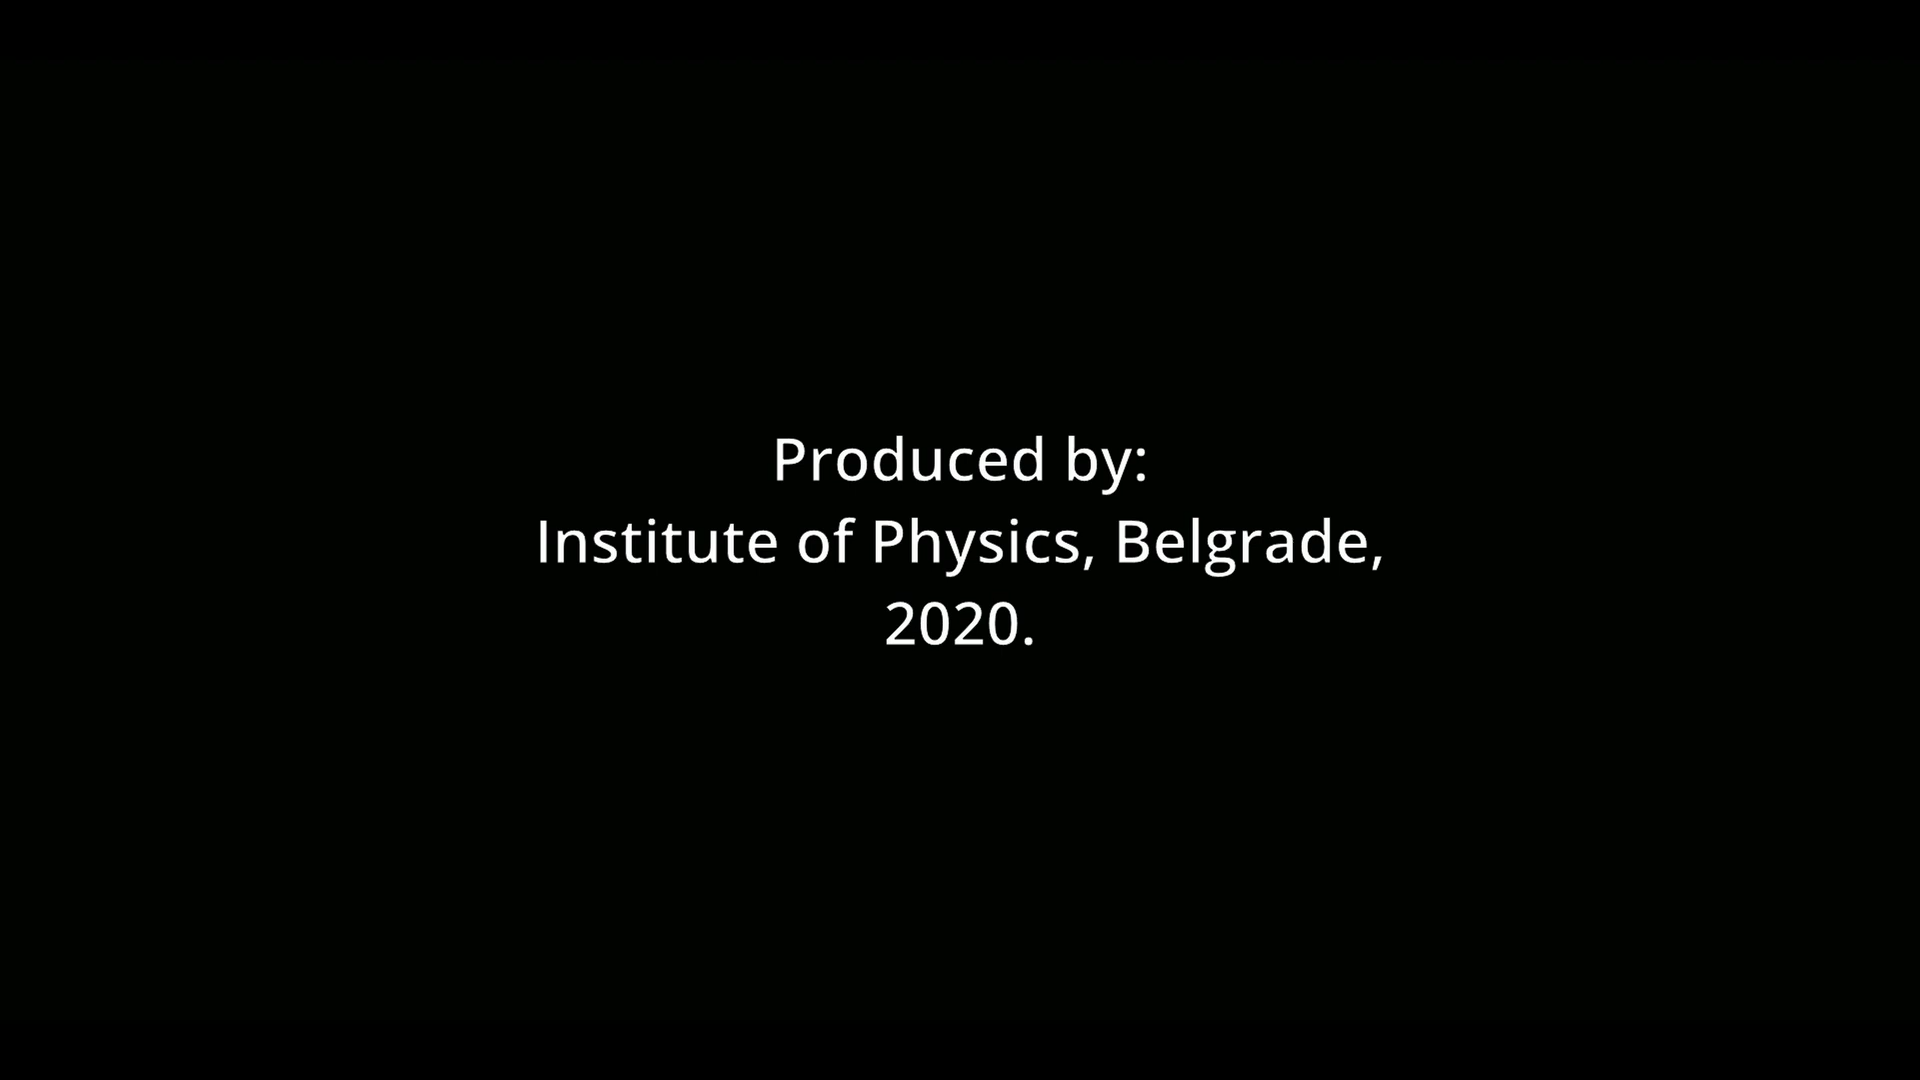 Produced by:
Institute of Physics, Belgrade,
2020.